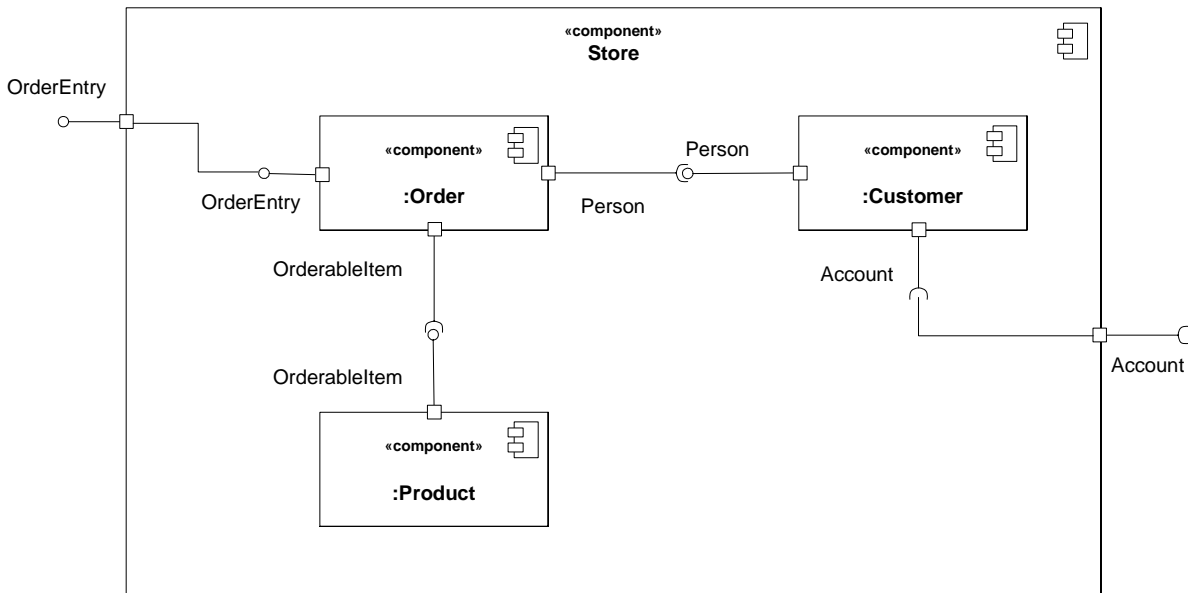 «component»
Store
OrderEntry
«component»
:Order
OrderEntry
Person
Person
«component»
:Customer
OrderableItem
Account
OrderableItem
Account
«component»
:Product